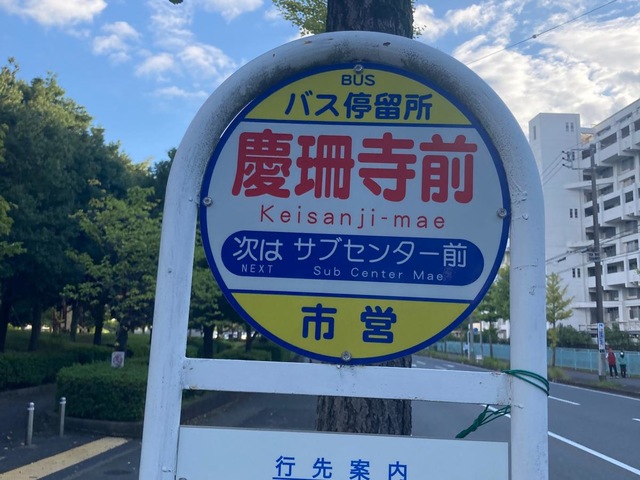 BUS
バス停留所
慶珊寺前
Keisanji-mae
次は サブセンター前
NEXT Sub Center Mae
市営
行先案内